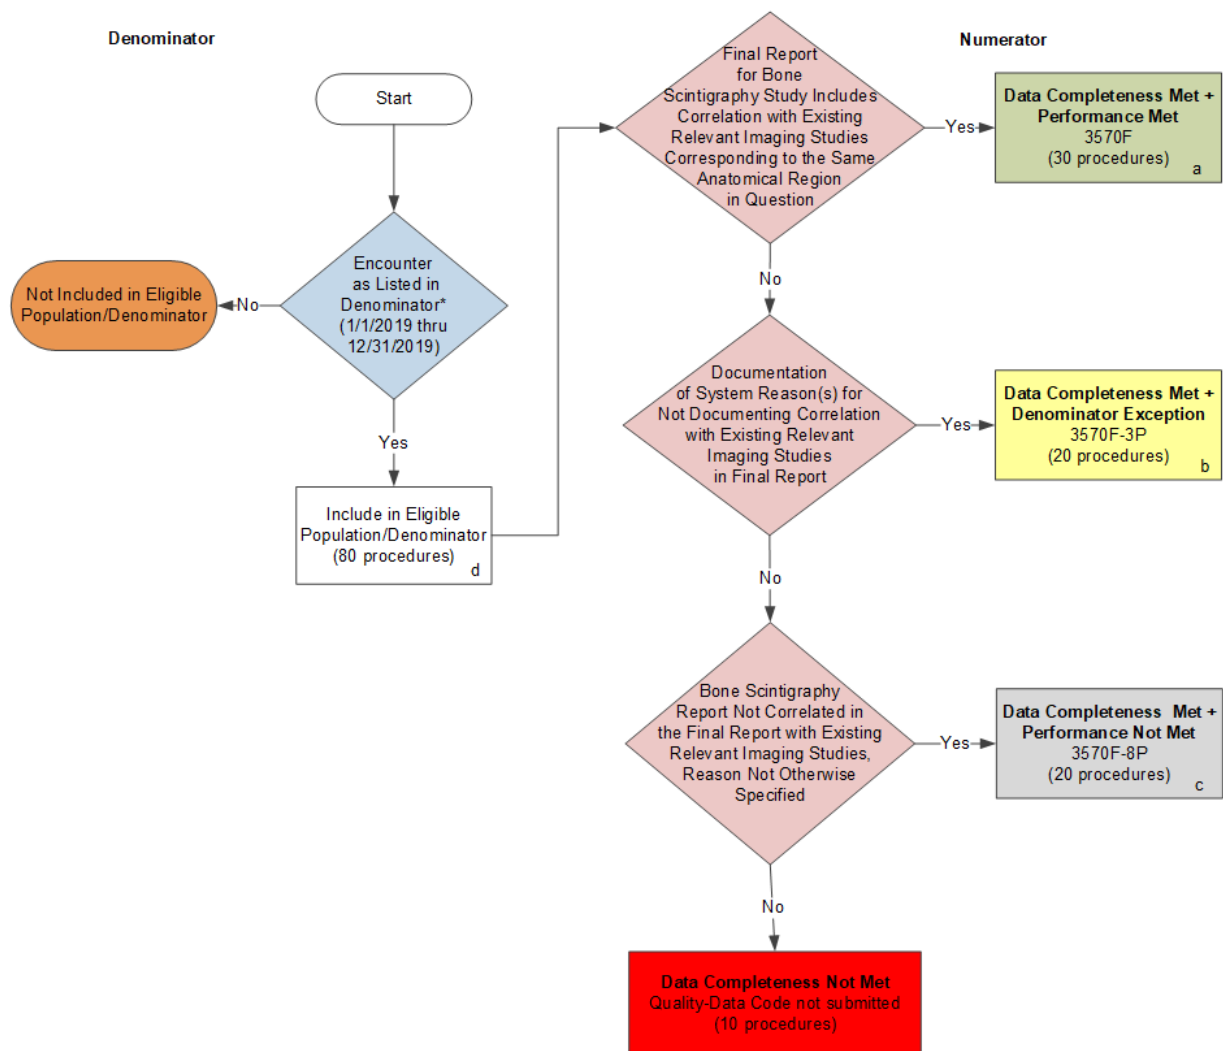 Denominator
Numerator
Start
Encounter
as Listed in
Denominator*
(1/1/2019 thru
12/31/2019)
No
Not Included in Eligible
Population/Denominator
Yes
Include in Eligible
Population/Denominator
(80 procedures)
d
Final Report
for Bone
Scintigraphy Study Includes
Correlation with Existing
Relevant Imaging Studies
Corresponding to the Same
Anatomical Region
in Question
Yes
Data Completeness Met +
Performance Met
3570F
(30 procedures)
a
No
Documentation
of System Reason(s) for
Not Documenting Correlation
with Existing Relevant
Imaging Studies
in Final Report
Yes
Data Completeness Met +
Denominator Exception
3570F-3P
(20 procedures)
b
No
Bone Scintigraphy
Report Not Correlated in
the Final Report with Existing
Relevant Imaging Studies,
Reason Not Otherwise
Specified
Yes
Data Completeness Met +
Performance Not Met
3570F-8P
(20 procedures)
c
No
Data Completeness Not Met
Quality-Data Code not submitted
(10 procedures)